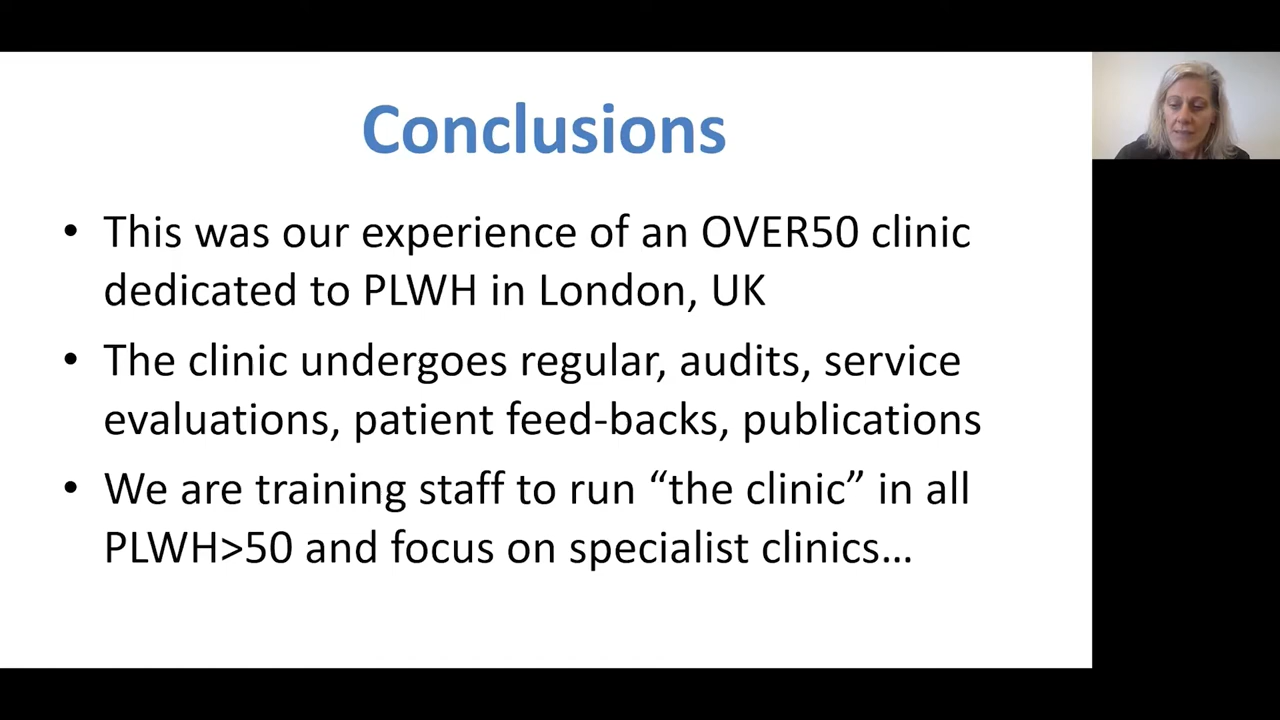 Conclusions
• This was our experience of an OVER50 clinic
dedicated to PLWH in London, UK
• The clinic undergoes regular, audits, service
evaluations, patient feed-backs, publications
• We are training staff to run “the clinic” in all
PLWH>50 and focus on specialist clinics...